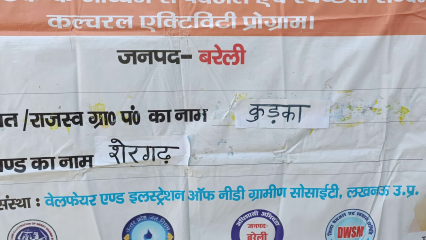 कल्चरल एक्टिविटी प्रोग्राम।
जनपद- बरेली
त /राजस्व ग्रा० पं० का नाम कुड़का
ण्ड का नाम शेरगढ़
संस्था : वेलफेयर एण्ड इलस्ट्रेशन ऑफ नीडी ग्रामीण सोसाईटी, लखनऊ उ.प्र.
जनपद
बरेली
DWSM